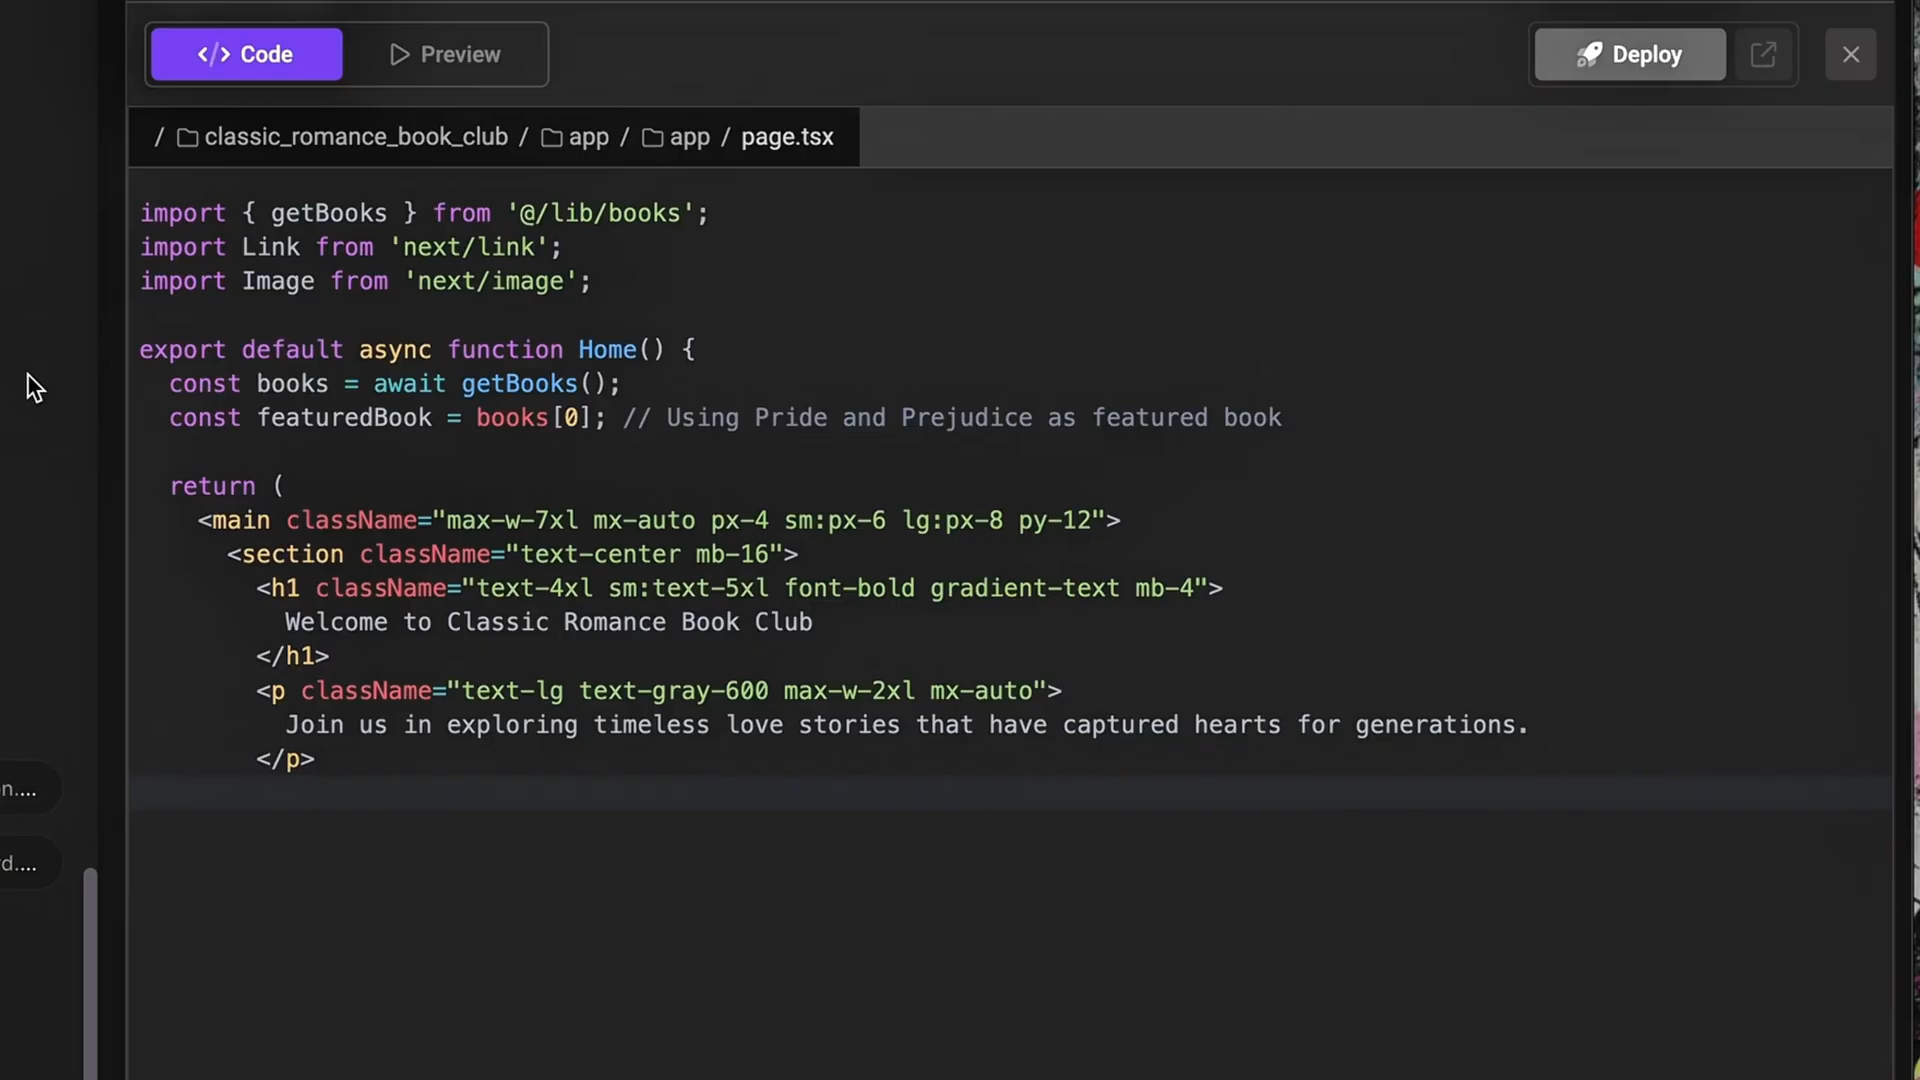 </> Code
Preview
Deploy
/ classic_romance_book_club / app / app / page.tsx
import { getBooks } from '@/lib/books';
import Link from 'next/link';
import Image from 'next/image';
export default async function Home() {
const books = await getBooks();
const featuredBook = books[0]; // Using Pride and Prejudice as featured book
return (
<main className="max-w-7xl mx-auto px-4 sm:px-6 lg:px-8 py-12">
<section className="text-center mb-16">
<h1 className="text-4xl sm:text-5xl font-bold gradient-text mb-4">
Welcome to Classic Romance Book Club
</h1>
<p className="text-lg text-gray-600 max-w-2xl mx-auto">
Join us in exploring timeless love stories that have captured hearts for generations.
</p>
n....
d....